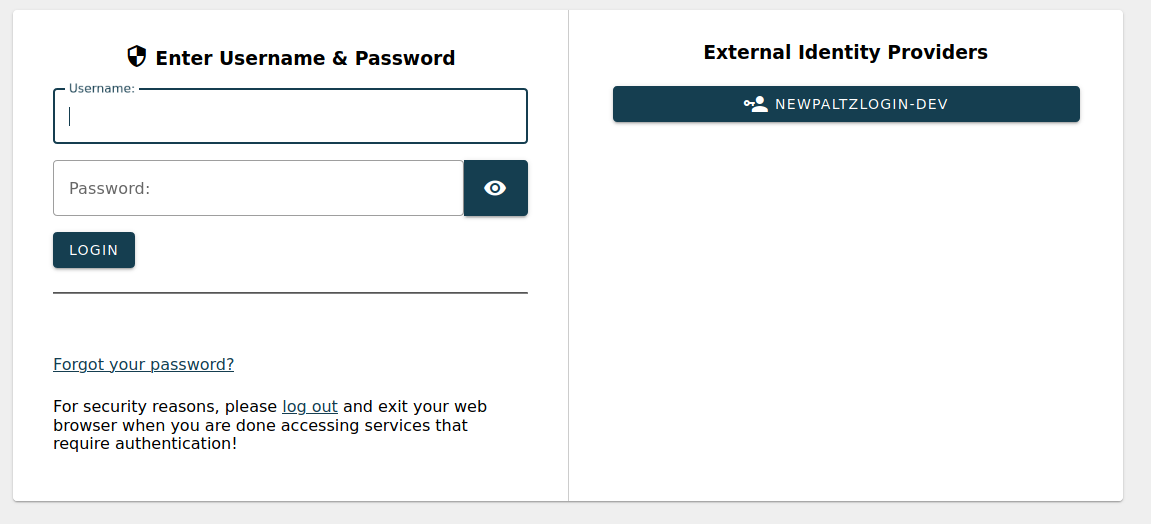 Enter Username & Password
Username:
Password:
LOGIN
Forgot your password?
For security reasons, please log out and exit your web
browser when you are done accessing services that
require authentication!
External Identity Providers
NEWPALTZLOGIN-DEV